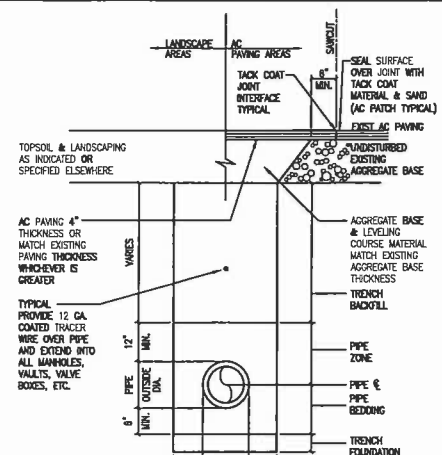 LANDSCAPE
AREAS
AC
PAVING AREAS
SAWCUT
TACK COAT
JOINT
INTERFACE
TYPICAL
6"
MIN.
SEAL SURFACE
OVER JOINT WITH
TACK COAT
MATERIAL & SAND
(AC PATCH TYPICAL)
EXIST AC PAVING
TOPSOIL & LANDSCAPING
AS INDICATED OR
SPECIFIED ELSEWHERE
UNDISTURBED
EXISTING
AGGREGATE BASE
AC PAVING 4"
THICKNESS OR
MATCH EXISTING
PAVING THICKNESS
WHICHEVER IS
GREATER
VARIES
AGGREGATE BASE
& LEVELING
COURSE MATERIAL
MATCH EXISTING
AGGREGATE BASE
THICKNESS
TRENCH
BACKFILL
TYPICAL
PROVIDE 12 GA.
COATED TRACER
WIRE OVER PIPE
AND EXTEND INTO
ALL MANHOLES,
VAULTS, VALVE
BOXES, ETC.
12"
MIN.
PIPE
OUTSIDE
DIA.
6"
MIN.
PIPE
ZONE
PIPE ℄
PIPE
BEDDING
TRENCH
FOUNDATION